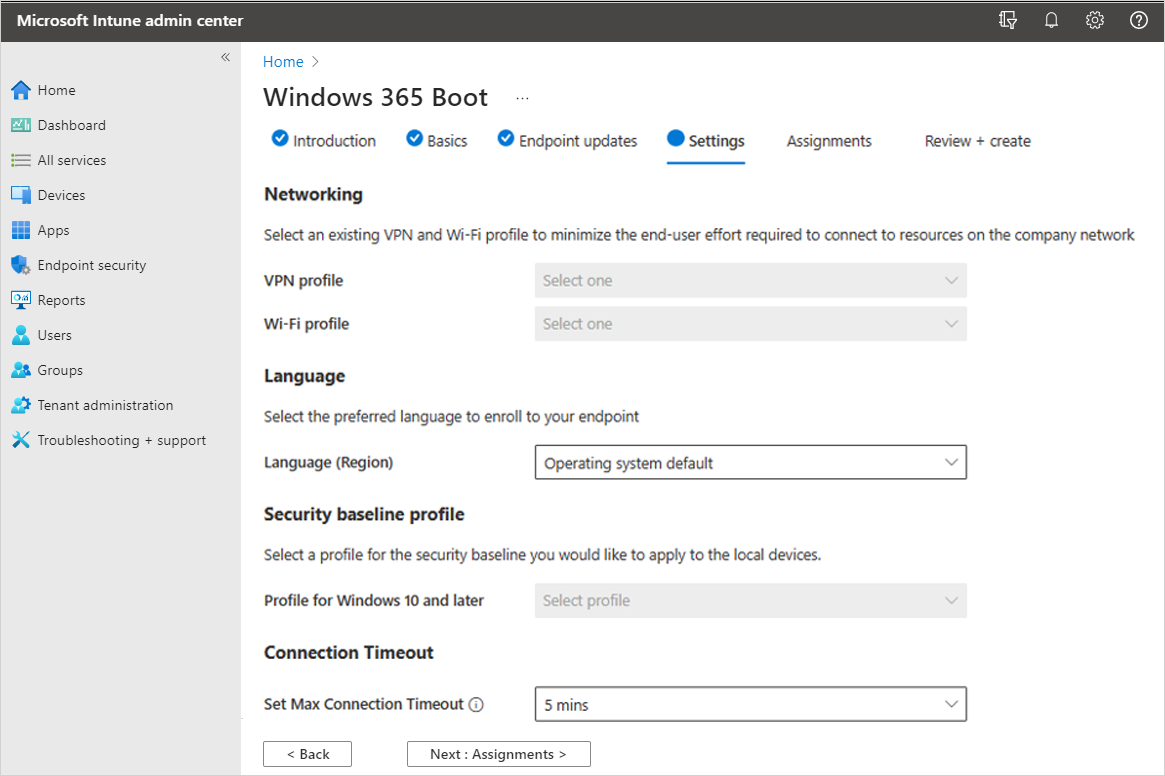 Microsoft Intune admin center
«
Home
Dashboard
All services
Devices
Apps
Endpoint security
Reports
Users
Groups
Tenant administration
Troubleshooting + support
Home >
Windows 365 Boot ...
Introduction Basics Endpoint updates Settings Assignments Review + create
Networking
Select an existing VPN and Wi-Fi profile to minimize the end-user effort required to connect to resources on the company network
VPN profile Select one
Wi-Fi profile Select one
Language
Select the preferred language to enroll to your endpoint
Language (Region) Operating system default
Security baseline profile
Select a profile for the security baseline you would like to apply to the local devices.
Profile for Windows 10 and later Select profile
Connection Timeout
Set Max Connection Timeout 5 mins
< Back Next : Assignments >